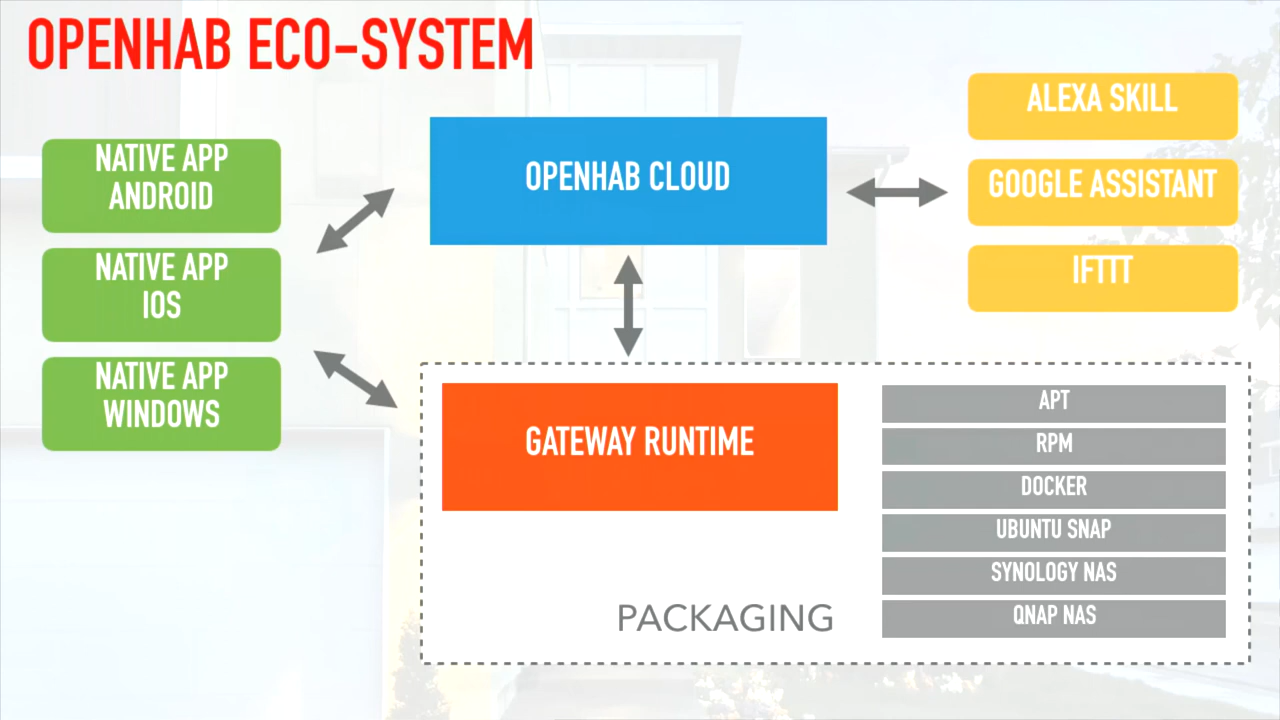 OPENHAB ECO-SYSTEM
NATIVE APP
ANDROID
NATIVE APP
IOS
NATIVE APP
WINDOWS
OPENHAB CLOUD
ALEXA SKILL
GOOGLE ASSISTANT
IFTTT
GATEWAY RUNTIME
PACKAGING
APT
RPM
DOCKER
UBUNTU SNAP
SYNOLOGY NAS
QNAP NAS